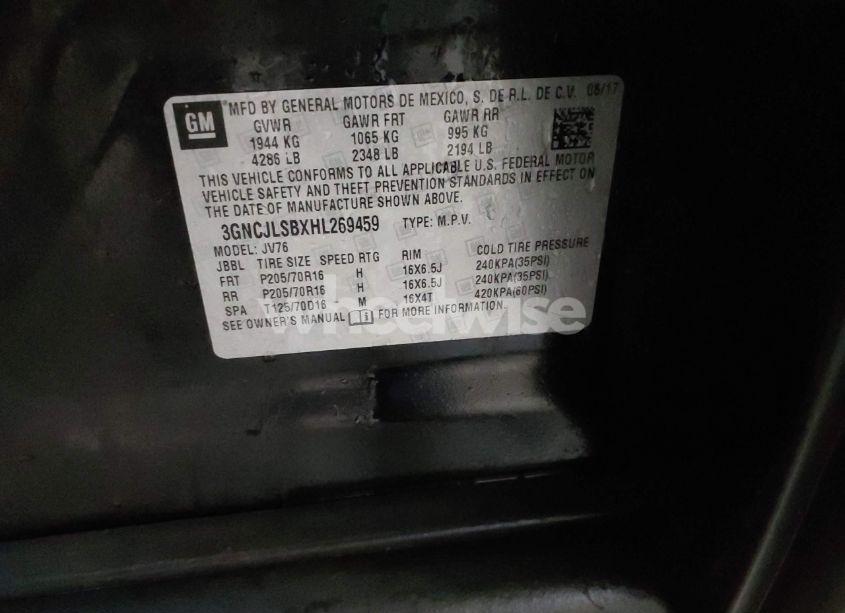 GM MFD BY GENERAL MOTORS DE MEXICO, S. DE R.L. DE C.V. 06/17
GVWR GAWR FRT GAWR RR
1944 KG 1065 KG 995 KG
4286 LB 2348 LB 2194 LB
THIS VEHICLE CONFORMS TO ALL APPLICABLE U.S. FEDERAL MOTOR
VEHICLE SAFETY AND THEFT PREVENTION STANDARDS IN EFFECT ON
THE DATE OF MANUFACTURE SHOWN ABOVE.
3GNCJLSBXHL269459 TYPE: M.P.V.
MODEL: JV76
JBBL TIRE SIZE SPEED RTG RIM COLD TIRE PRESSURE
FRT P205/70R16 H 16X6.5J 240KPA(35PSI)
RR P205/70R16 H 16X6.5J 240KPA(35PSI)
SPA T125/70D16 - M 16X4T 420KPA(60PSI)
SEE OWNER'S MANUAL FOR MORE INFORMATION.
wheelwise